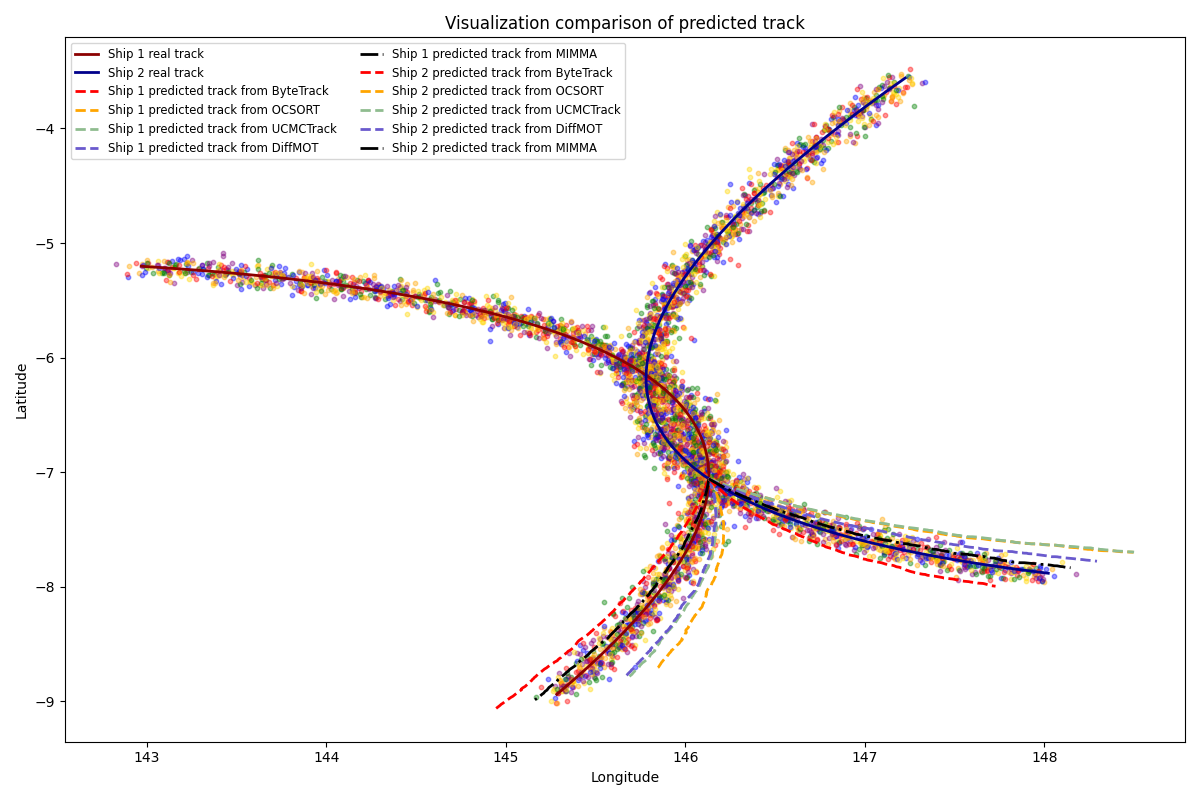 Visualization comparison of predicted track
Ship 1 real track
Ship 2 real track
Ship 1 predicted track from ByteTrack
Ship 1 predicted track from OCSORT
Ship 1 predicted track from UCMCTrack
Ship 1 predicted track from DiffMOT
Ship 1 predicted track from MIMMA
Ship 2 predicted track from ByteTrack
Ship 2 predicted track from OCSORT
Ship 2 predicted track from UCMCTrack
Ship 2 predicted track from DiffMOT
Ship 2 predicted track from MIMMA
Latitude
−4
−5
−6
−7
−8
−9
143 144 145 146 147 148
Longitude